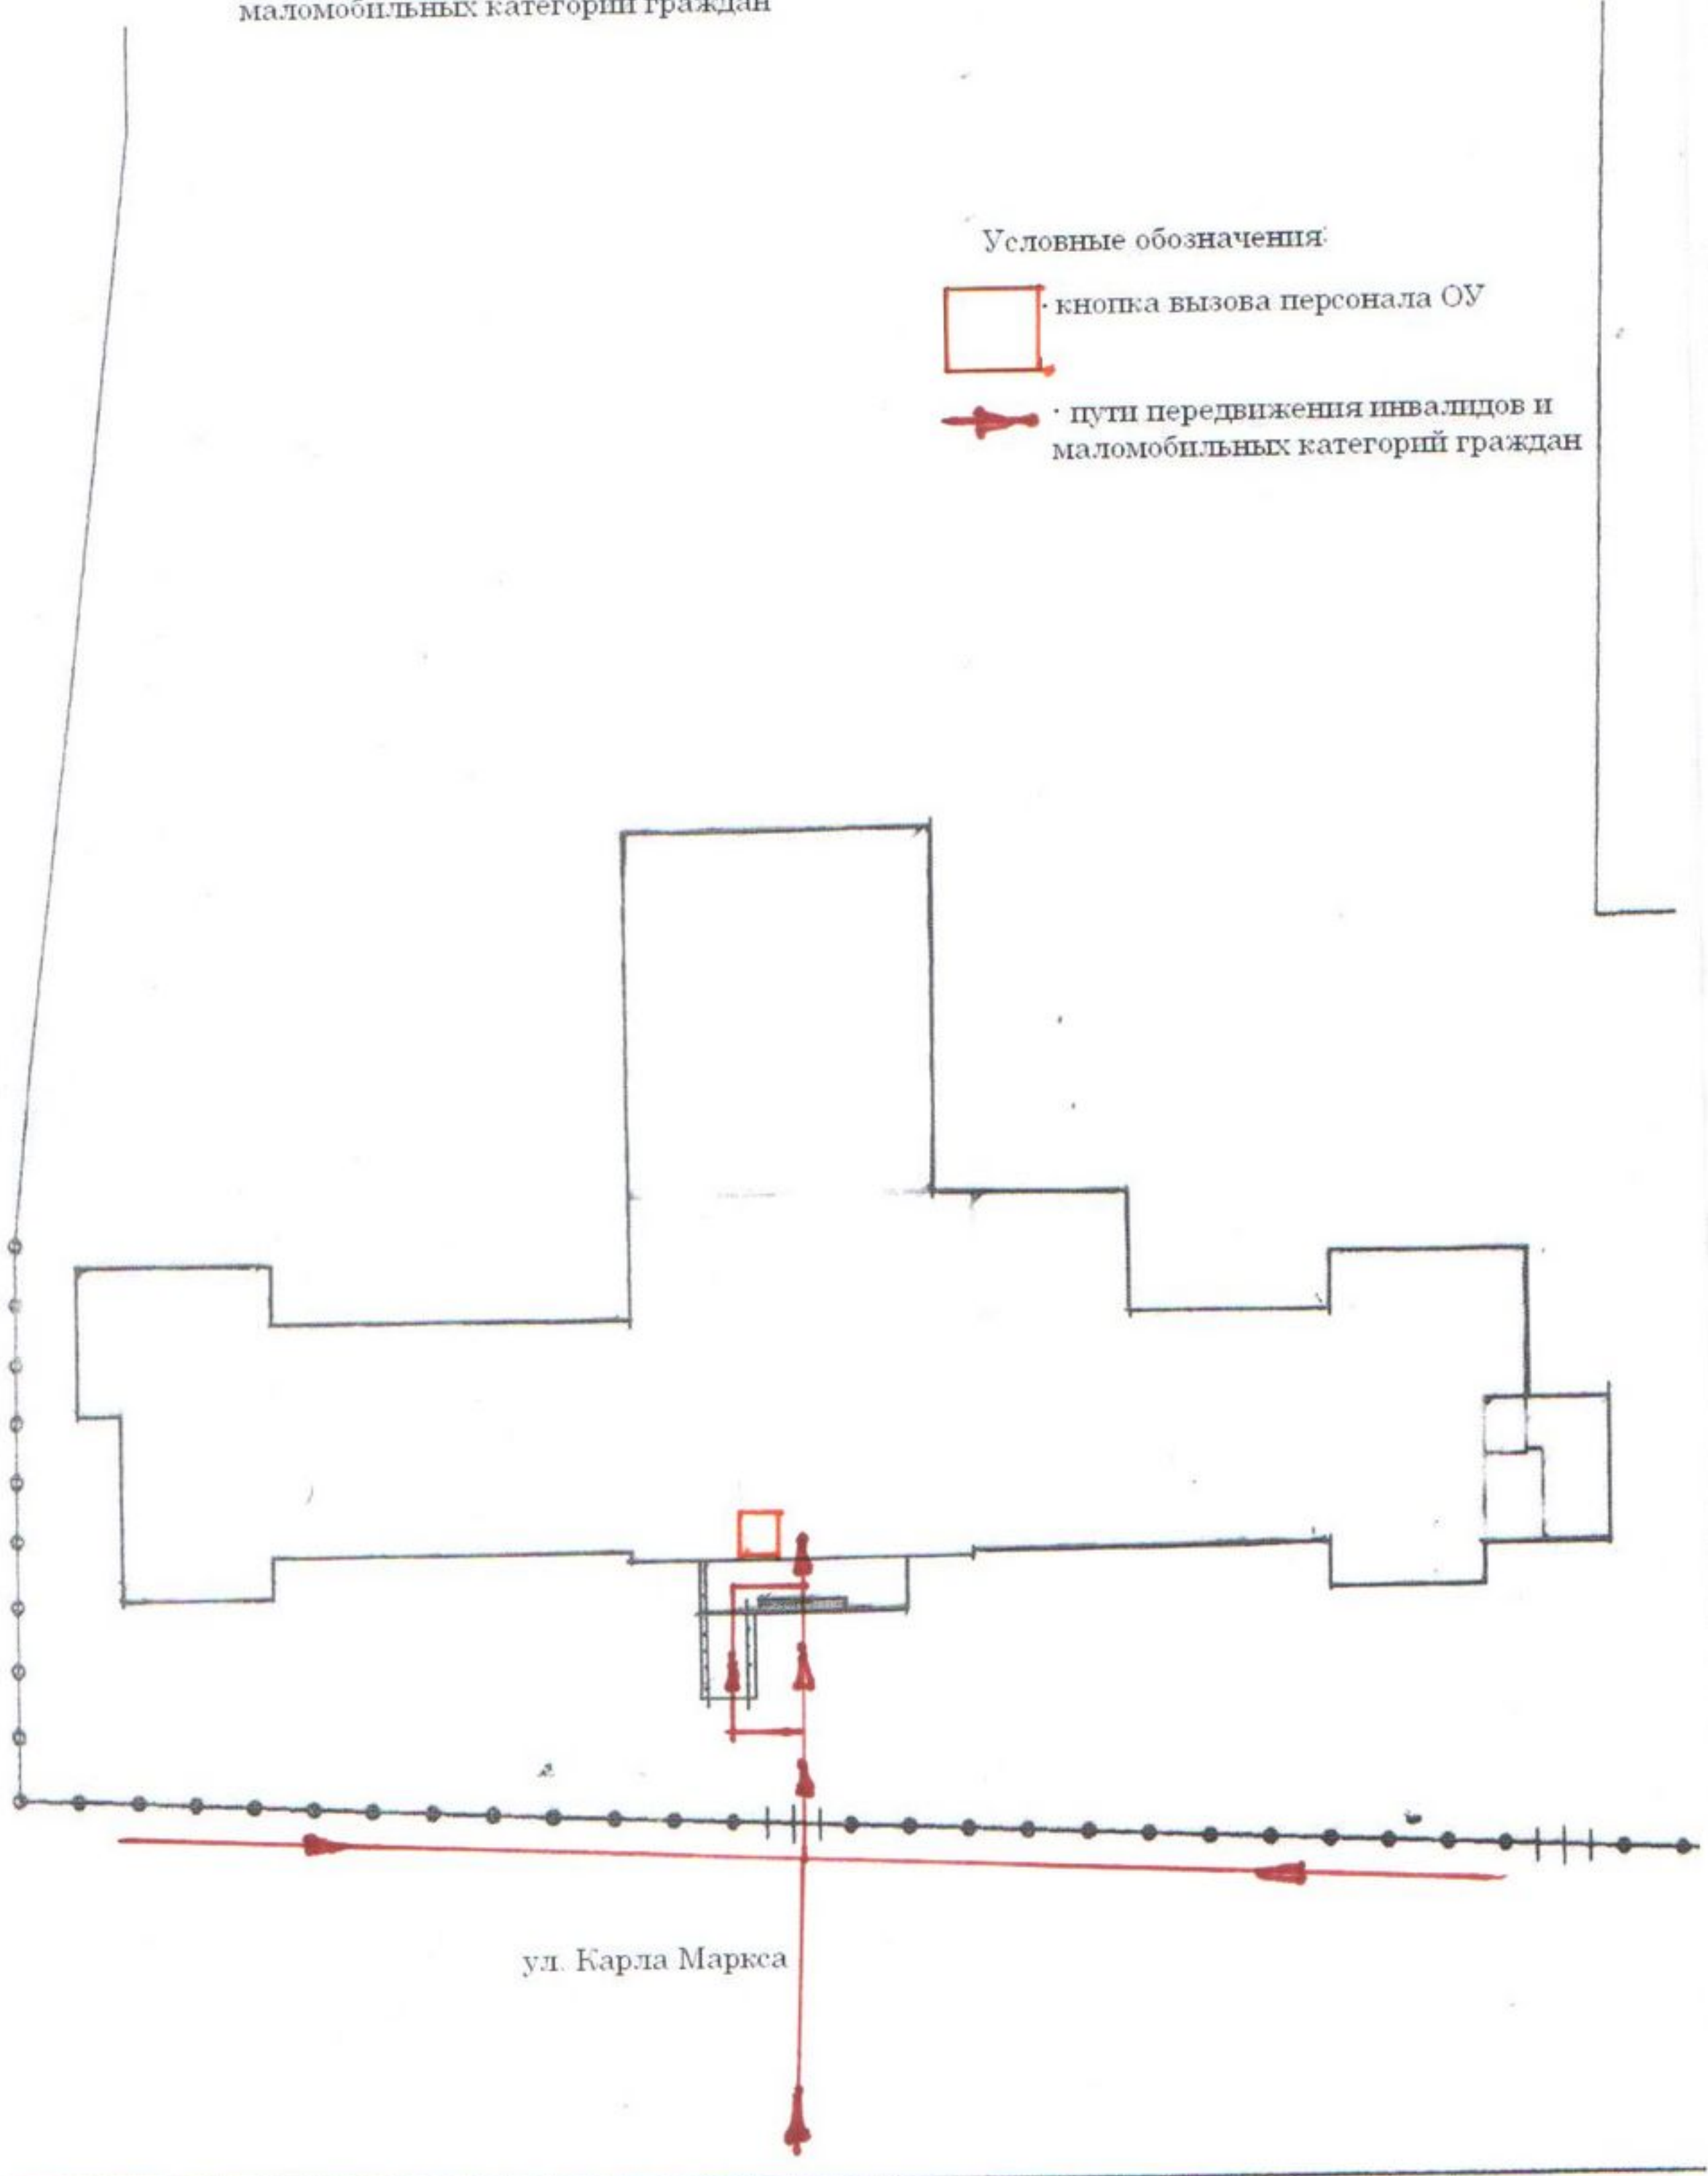 маломобильных категорий граждан
Условные обозначения:
- кнопка вызова персонала ОУ
- пути передвижения инвалидов и
маломобильных категорий граждан
ул. Карла Маркса